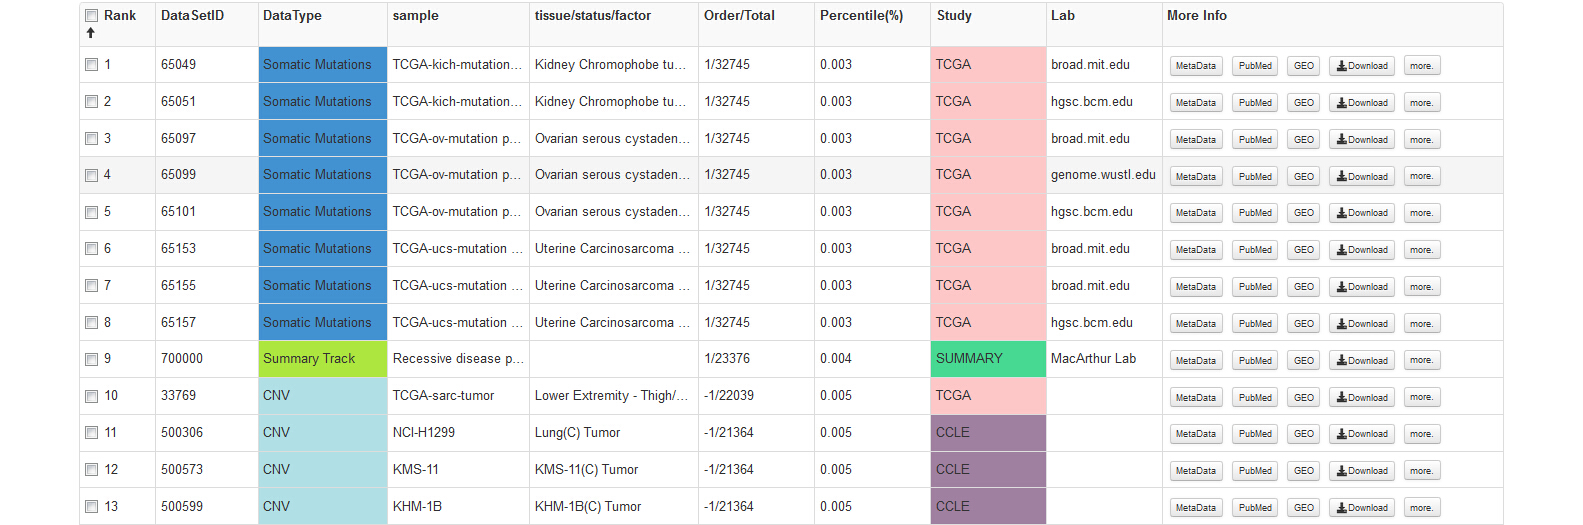 Rank DataSetID DataType sample tissue/status/factor Order/Total Percentile(%) Study Lab More Info
1 65049 Somatic Mutations TCGA-kich-mutation... Kidney Chromophobe tu... 1/32745 0.003 TCGA broad.mit.edu MetaData PubMed GEO Download more.
2 65051 Somatic Mutations TCGA-kich-mutation... Kidney Chromophobe tu... 1/32745 0.003 TCGA hgsc.bcm.edu MetaData PubMed GEO Download more.
3 65097 Somatic Mutations TCGA-ov-mutation p... Ovarian serous cystaden... 1/32745 0.003 TCGA broad.mit.edu MetaData PubMed GEO Download more.
4 65099 Somatic Mutations TCGA-ov-mutation p... Ovarian serous cystaden... 1/32745 0.003 TCGA genome.wustl.edu MetaData PubMed GEO Download more.
5 65101 Somatic Mutations TCGA-ov-mutation p... Ovarian serous cystaden... 1/32745 0.003 TCGA hgsc.bcm.edu MetaData PubMed GEO Download more.
6 65153 Somatic Mutations TCGA-ucs-mutation ... Uterine Carcinosarcoma ... 1/32745 0.003 TCGA broad.mit.edu MetaData PubMed GEO Download more.
7 65155 Somatic Mutations TCGA-ucs-mutation ... Uterine Carcinosarcoma ... 1/32745 0.003 TCGA broad.mit.edu MetaData PubMed GEO Download more.
8 65157 Somatic Mutations TCGA-ucs-mutation ... Uterine Carcinosarcoma ... 1/32745 0.003 TCGA hgsc.bcm.edu MetaData PubMed GEO Download more.
9 700000 Summary Track Recessive disease p... 1/23376 0.004 SUMMARY MacArthur Lab MetaData PubMed GEO Download more.
10 33769 CNV TCGA-sarc-tumor Lower Extremity - Thigh/... -1/22039 0.005 TCGA MetaData PubMed GEO Download more.
11 500306 CNV NCI-H1299 Lung(C) Tumor -1/21364 0.005 CCLE MetaData PubMed GEO Download more.
12 500573 CNV KMS-11 KMS-11(C) Tumor -1/21364 0.005 CCLE MetaData PubMed GEO Download more.
13 500599 CNV KHM-1B KHM-1B(C) Tumor -1/21364 0.005 CCLE MetaData PubMed GEO Download more.